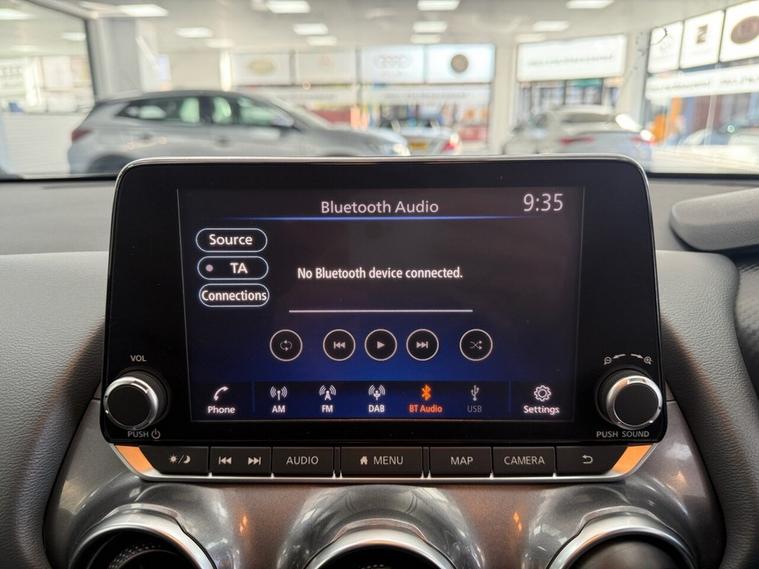 Bluetooth Audio 9:35
Source
TA
No Bluetooth device connected.
Connections
Phone AM FM DAB BT Audio USB Settings
VOL
PUSH
PUSH SOUND
AUDIO MENU MAP CAMERA